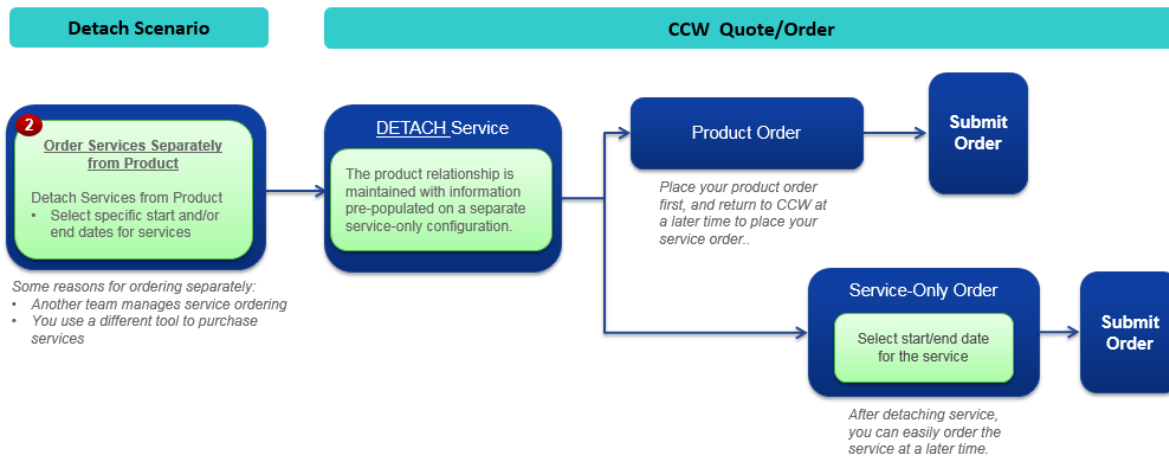 Detach Scenario
CCW Quote/Order
2
Order Services Separately
from Product
Detach Services from Product
• Select specific start and/or
end dates for services
Some reasons for ordering separately:
• Another team manages service ordering
• You use a different tool to purchase
services
DETACH Service
The product relationship is
maintained with information
pre-populated on a separate
service-only configuration.
Product Order
Place your product order
first, and return to CCW at
a later time to place your
service order..
Submit
Order
Service-Only Order
Select start/end date
for the service
After detaching service,
you can easily order the
service at a later time.
Submit
Order